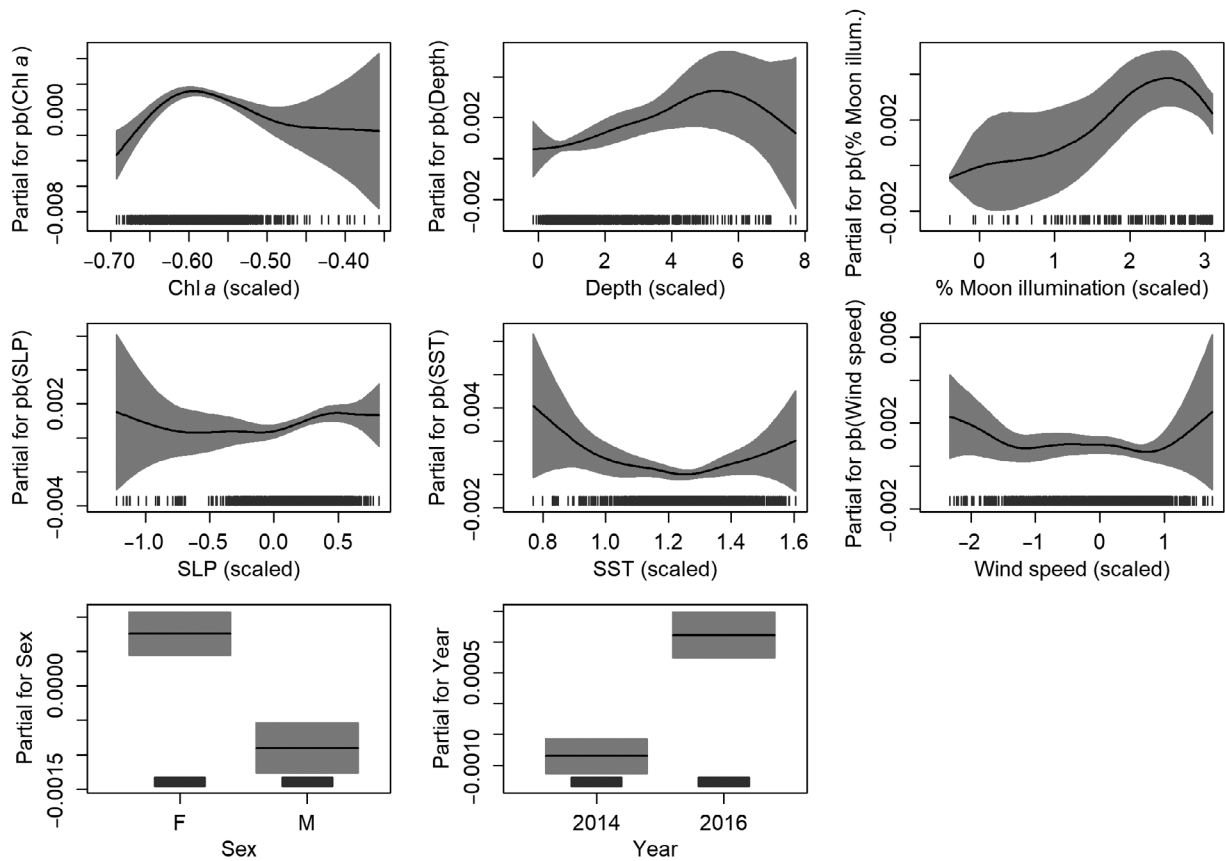 Partial for pb(Chl a)
0.000
−0.008
−0.70 −0.60 −0.50 −0.40
Chl a (scaled)
Partial for pb(Depth)
0.002
−0.002
0 2 4 6 8
Depth (scaled)
Partial for pb(% Moon illum.)
0.002
−0.002
0 1 2 3
% Moon illumination (scaled)
Partial for pb(SLP)
0.002
−0.004
−1.0 −0.5 0.0 0.5
SLP (scaled)
Partial for pb(SST)
0.004
−0.002
0.8 1.0 1.2 1.4 1.6
SST (scaled)
Partial for pb(Wind speed)
0.006
0.002
−0.002
−2 −1 0 1
Wind speed (scaled)
Partial for Sex
0.000
−0.0015
F M
Sex
Partial for Year
0.0005
−0.0010
2014 2016
Year